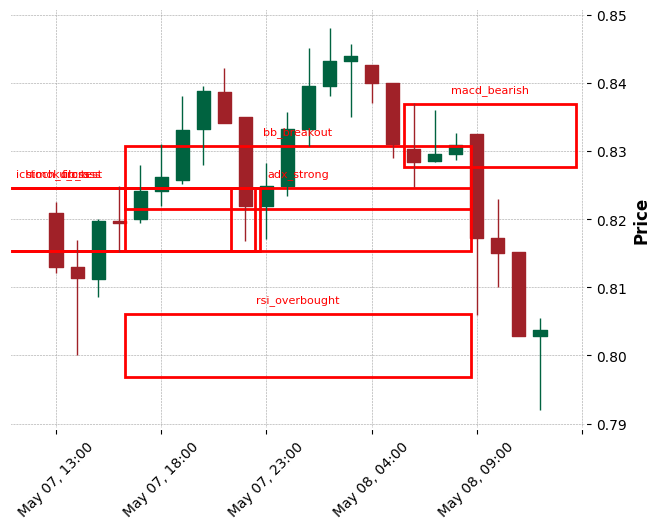 0.85
0.84
macd_bearish
0.83
bb_breakout
adx_strong
0.82
0.81
rsi_overbought
0.80
0.79
Price
May 07, 13:00
May 07, 18:00
May 07, 23:00
May 08, 04:00
May 08, 09:00